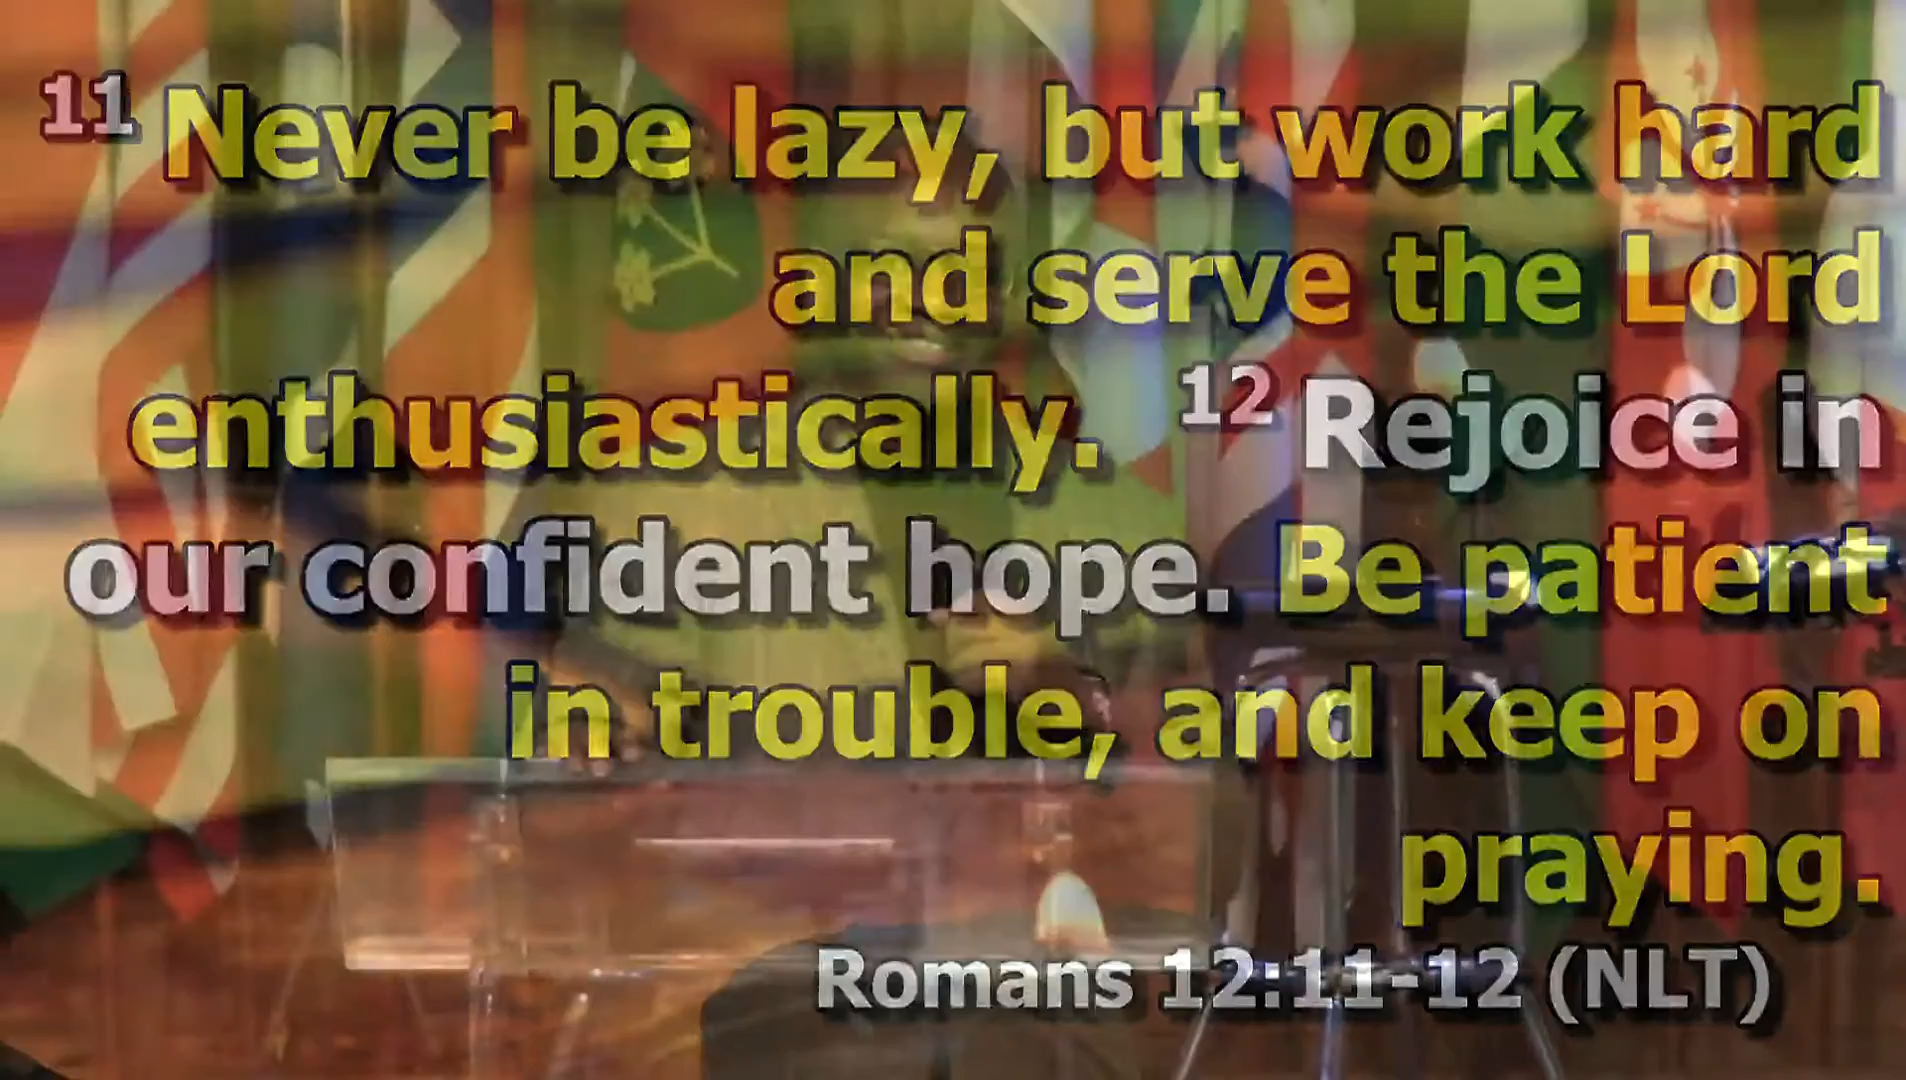 11 Never be lazy, but work hard
and serve the Lord
enthusiastically. 12 Rejoice in
our confident hope. Be patient
in trouble, and keep on
praying.
Romans 12:11-12 (NLT)